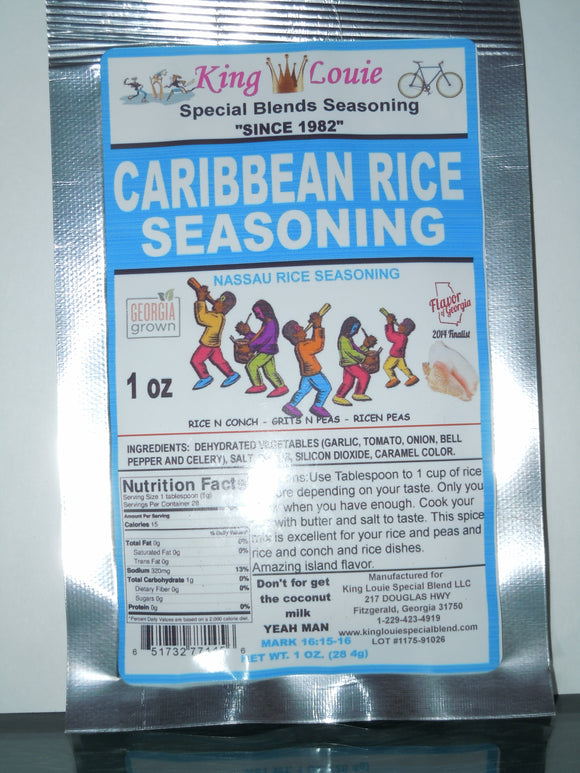 King Louie
Special Blends Seasoning
"SINCE 1982"
CARIBBEAN RICE
SEASONING
NASSAU RICE SEASONING
GEORGIA
grown
Flavor
of Georgia
2014 Finalist
1 oz
RICE N CONCH - GRITS N PEAS - RICEN PEAS
INGREDIENTS: DEHYDRATED VEGETABLES (GARLIC, TOMATO, ONION, BELL
PEPPER AND CELERY), SALT, SILICON DIOXIDE, CARAMEL COLOR.
Nutrition Facts
Serving Size 1 tablespoon (5g)
Servings Per Container 28
Amount Per Serving
Calories 15
% Daily Value*
Total Fat 0g 0%
Saturated Fat 0g 0%
Trans Fat 0g
Sodium 320mg 13%
Total Carbohydrate 1g 0%
Dietary Fiber 0g 0%
Sugars 0g
Protein 0g 0%
*Percent Daily Values are based on a 2,000 calorie diet.
:Use Tablespoon to 1 cup of rice
depending on your taste. Only you
when you have enough. Cook your
with butter and salt to taste. This spice
is excellent for your rice and peas and
rice and conch and rice dishes.
Amazing island flavor.
Don't for get
the coconut
milk
YEAH MAN
MARK 16:15-16
Manufactured for
King Louie Special Blend LLC
217 DOUGLAS HWY
Fitzgerald, Georgia 31750
1-229-423-4919
www.kinglouiespecialblend.com
LOT #1175-91026
6 51732 6
NET WT. 1 OZ. (28.4g)